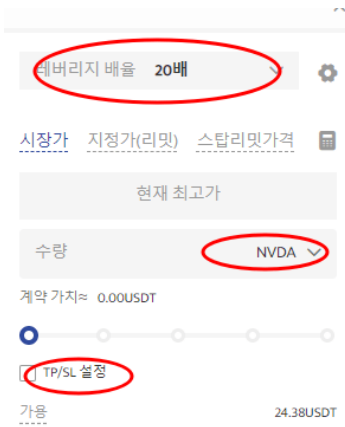 레버리지 배율 20배
시장가 지정가(리밋) 스탑리밋가격
현재 최고가
수량 NVDA
계약 가치≈ 0.00USDT
TP/SL 설정
가용 24.38USDT